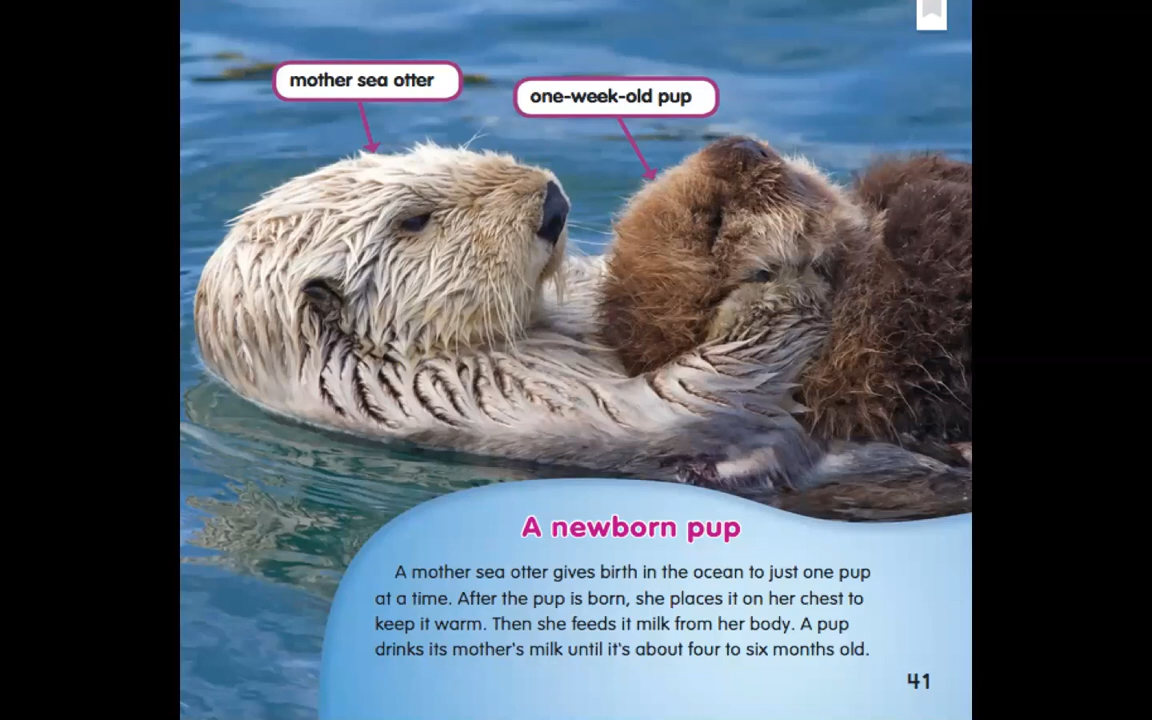 mother sea otter
one-week-old pup
A newborn pup
A mother sea otter gives birth in the ocean to just one pup
at a time. After the pup is born, she places it on her chest to
keep it warm. Then she feeds it milk from her body. A pup
drinks its mother's milk until it's about four to six months old.
41